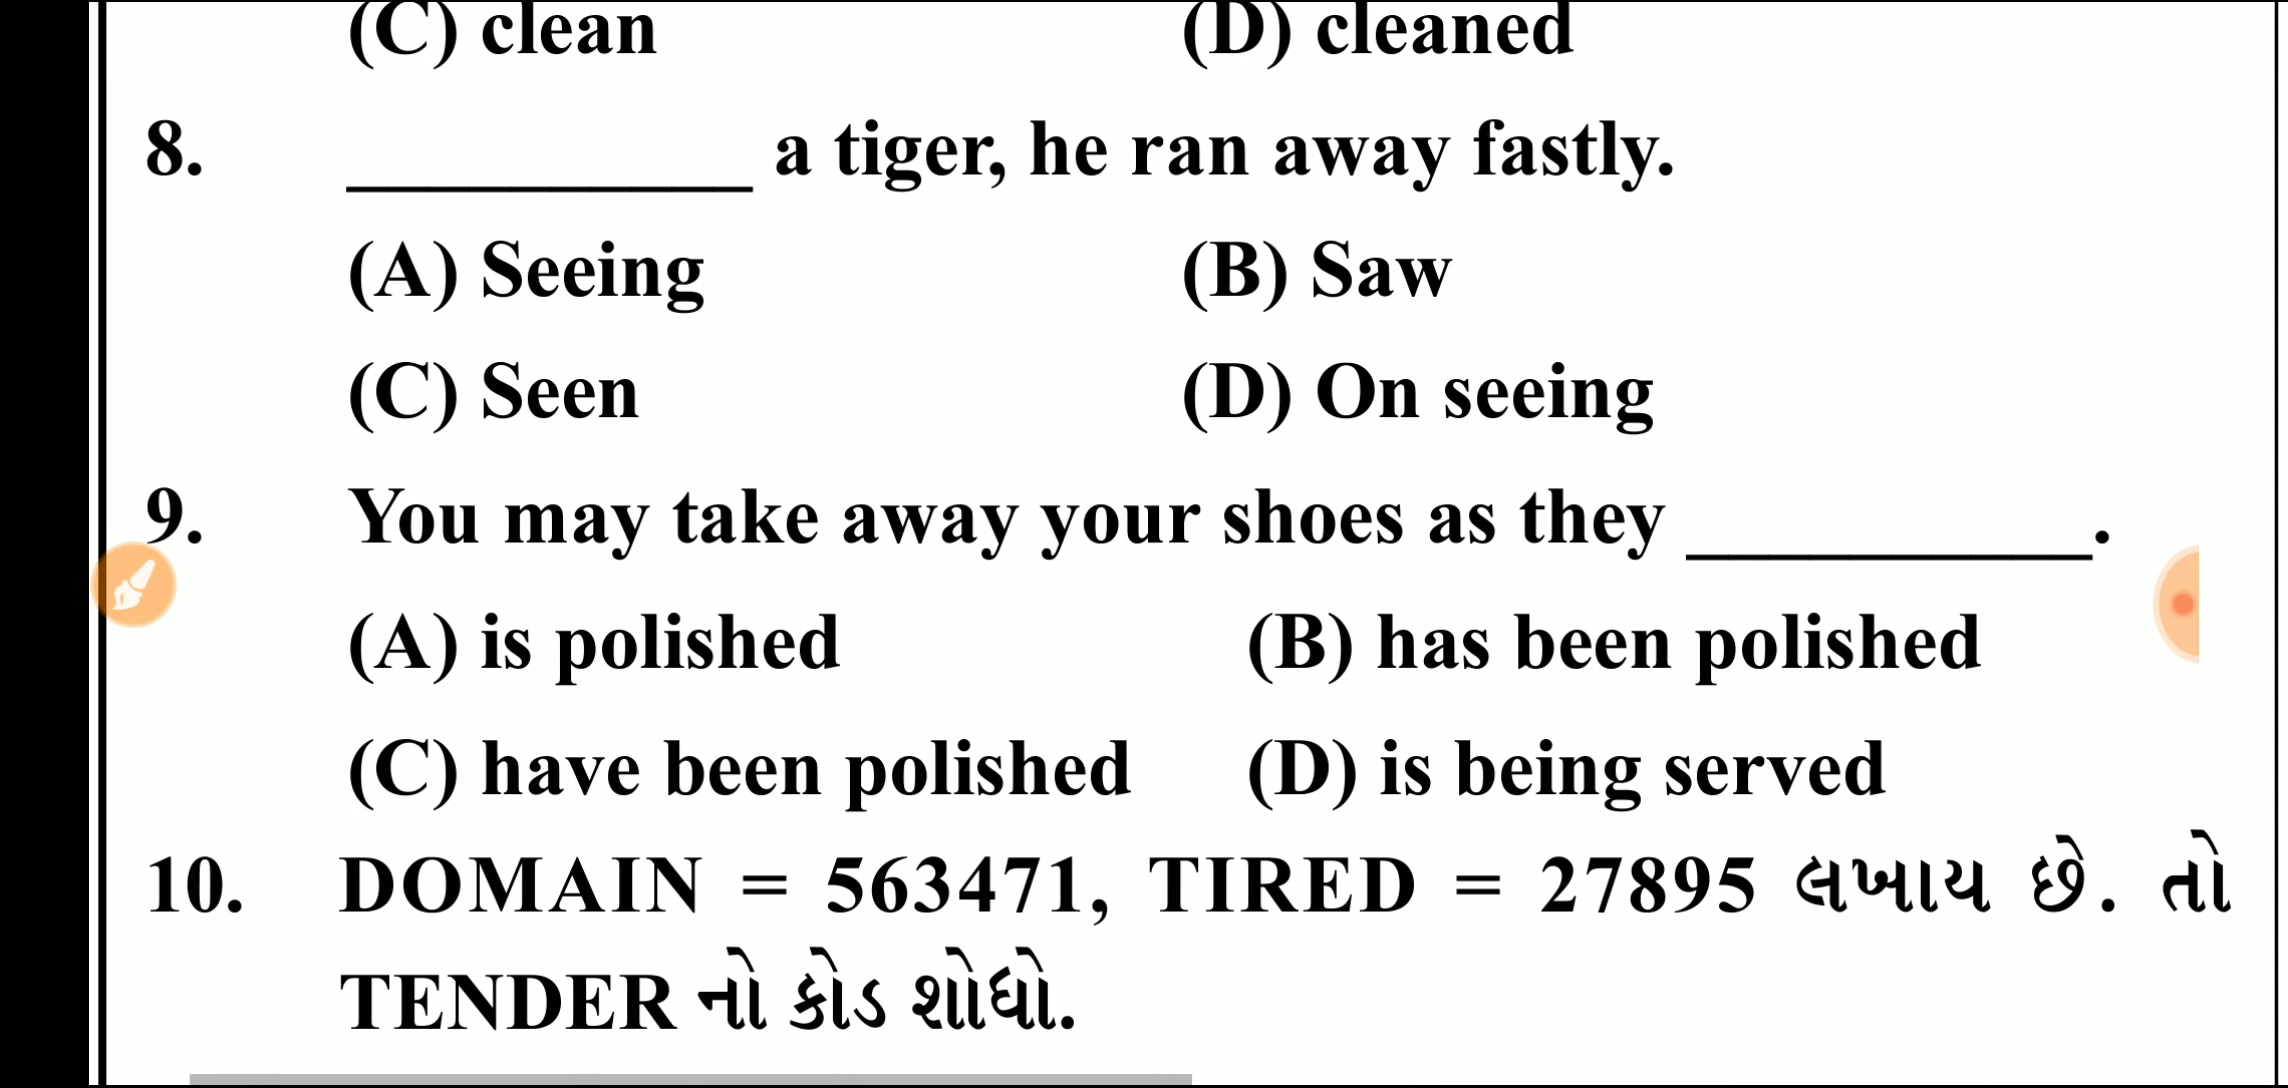 (C) clean (D) cleaned
8. __________ a tiger, he ran away fastly.
(A) Seeing (B) Saw
(C) Seen (D) On seeing
9. You may take away your shoes as they __________.
(A) is polished (B) has been polished
(C) have been polished (D) is being served
10. DOMAIN = 563471, TIRED = 27895 લખાય છે. તો
TENDER નો કોડ શોધો.